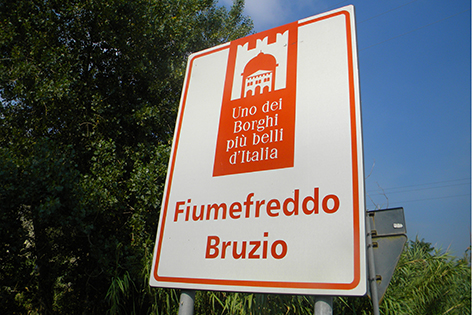 Uno dei
Borghi
più belli
d'Italia
Fiumefreddo
Bruzio